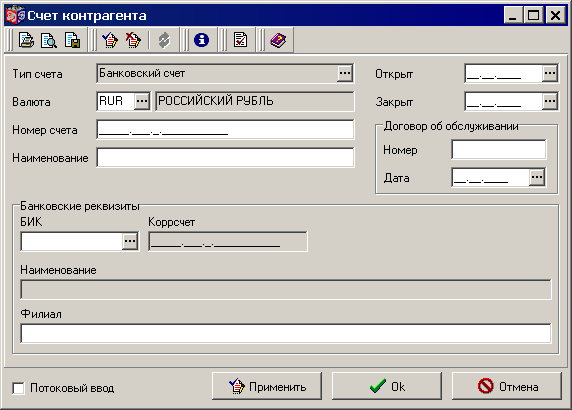 Счет контрагента
Тип счета Банковский счет Открыт __.__.____
Валюта RUR РОССИЙСКИЙ РУБЛЬ Закрыт __.__.____
Номер счета _____.___._.___________
Договор об обслуживании
Наименование Номер
Дата __.__.____
Банковские реквизиты
БИК Коррсчет
_____.___._.___________
Наименование
Филиал
Потоковый ввод Применить Ok Отмена